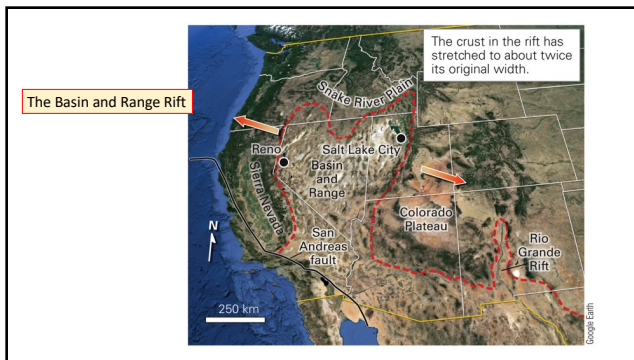 The Basin and Range Rift
The crust in the rift has
stretched to about twice
its original width.
Snake River Plain
Reno
Salt Lake City
Basin
and
Range
Sierra Nevada
Colorado
Plateau
San
Andreas
fault
Rio
Grande
Rift
N
250 km
Google Earth